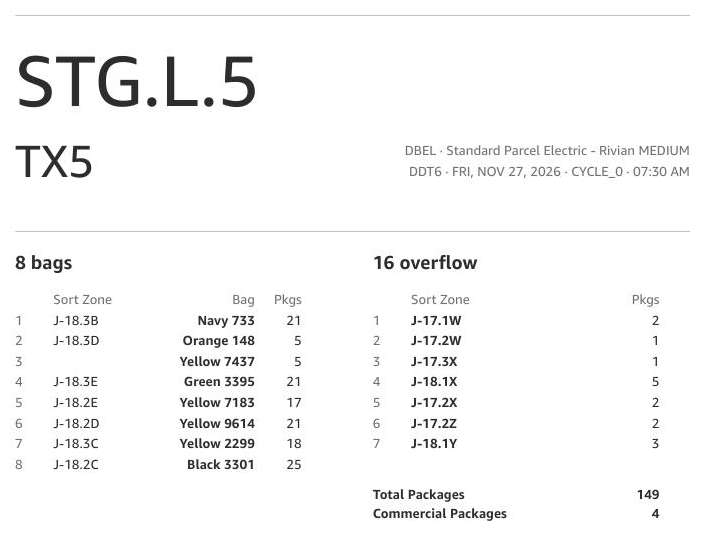 STG.L.5
TX5
DBEL · Standard Parcel Electric - Rivian MEDIUM
DDT6 · FRI, NOV 27, 2026 · CYCLE_0 · 07:30 AM
8 bags
Sort Zone Bag Pkgs
1 J-18.3B Navy 733 21
2 J-18.3D Orange 148 5
3 Yellow 7437 5
4 J-18.3E Green 3395 21
5 J-18.2E Yellow 7183 17
6 J-18.2D Yellow 9614 21
7 J-18.3C Yellow 2299 18
8 J-18.2C Black 3301 25
16 overflow
Sort Zone Pkgs
1 J-17.1W 2
2 J-17.2W 1
3 J-17.3X 1
4 J-18.1X 5
5 J-17.2X 2
6 J-17.2Z 2
7 J-18.1Y 3
Total Packages 149
Commercial Packages 4